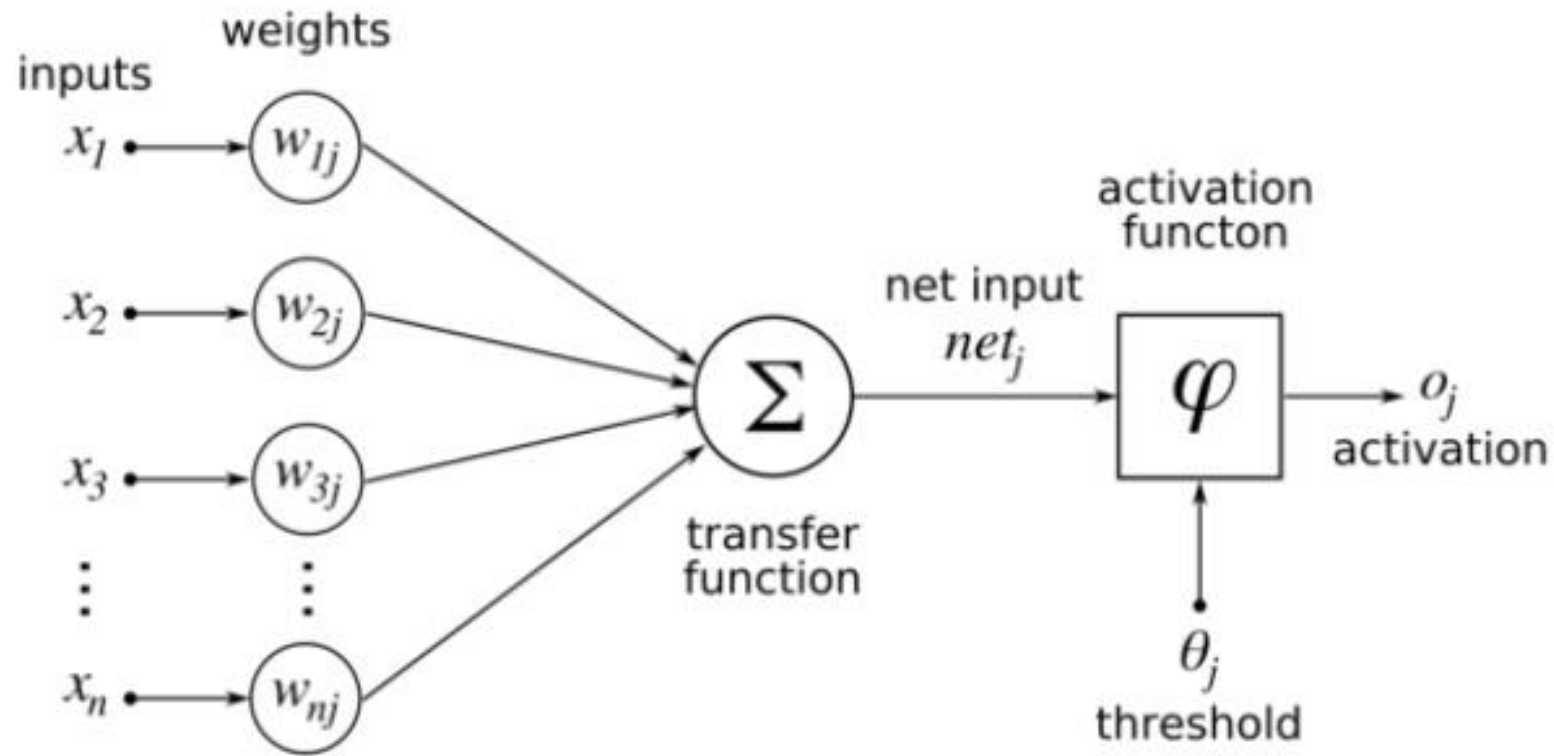 weights
inputs
x₁
w₁ⱼ
activation
functon
x₂
w₂ⱼ
net input
netⱼ
Σ
φ
oⱼ
activation
x₃
w₃ⱼ
transfer
function
⋮
⋮
xₙ
wₙⱼ
θⱼ
threshold